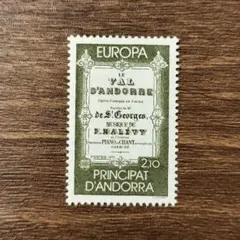 EUROPA
LE
VAL
D'ANDORRE
Opéra Comique en 3 actes
de St Georges,
MUSIQUE DE
F. HALÉVY
PIANO et CHANT
2,10
PRINCIPAT
D'ANDORRA